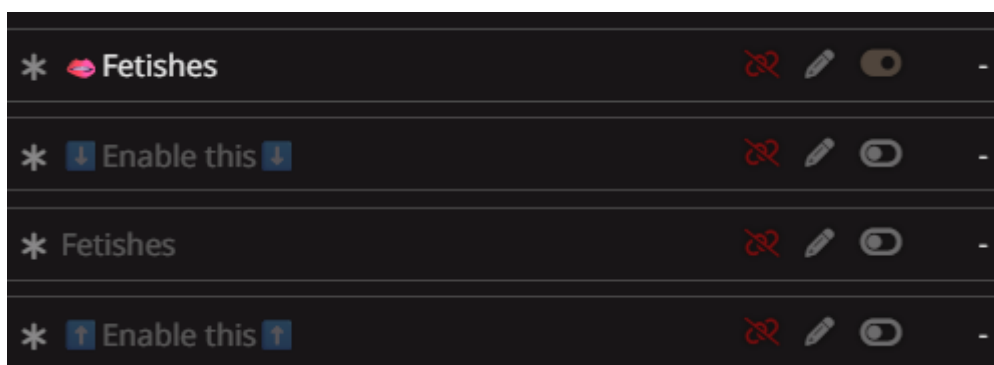 * 🫦 Fetishes -
* ⬇️ Enable this ⬇️ -
* Fetishes -
* ⬆️ Enable this ⬆️ -